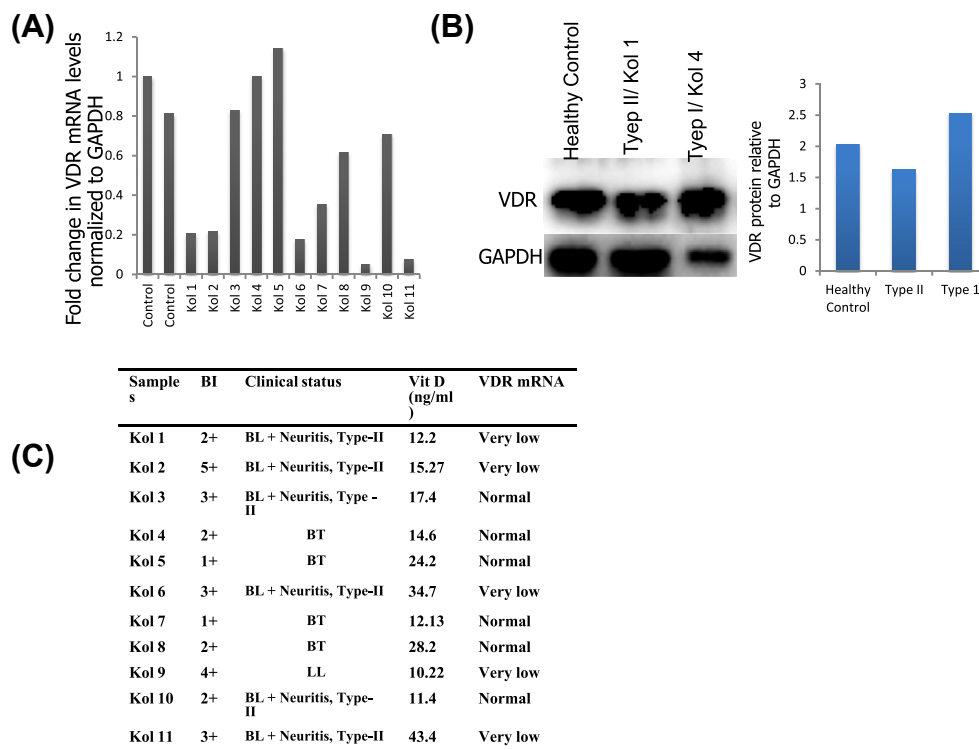 (A)
Fold change in VDR mRNA levels
normalized to GAPDH
1.2
1
0.8
0.6
0.4
0.2
0
Control
Control
Kol 1
Kol 2
Kol 3
Kol 4
Kol 5
Kol 6
Kol 7
Kol 8
Kol 9
Kol 10
Kol 11
(B)
Healthy Control
Tyep II/ Kol 1
Tyep I/ Kol 4
VDR
GAPDH
VDR protein relative
to GAPDH
3
2.5
2
1.5
1
0.5
0
Healthy
Control
Type II
Type 1
(C)
Sample
s BI Clinical status Vit D
(ng/ml
) VDR mRNA
Kol 1 2+ BL + Neuritis, Type-II 12.2 Very low
Kol 2 5+ BL + Neuritis, Type-II 15.27 Very low
Kol 3 3+ BL + Neuritis, Type -
II 17.4 Normal
Kol 4 2+ BT 14.6 Normal
Kol 5 1+ BT 24.2 Normal
Kol 6 3+ BL + Neuritis, Type-II 34.7 Very low
Kol 7 1+ BT 12.13 Normal
Kol 8 2+ BT 28.2 Normal
Kol 9 4+ LL 10.22 Very low
Kol 10 2+ BL + Neuritis, Type-
II 11.4 Normal
Kol 11 3+ BL + Neuritis, Type-II 43.4 Very low